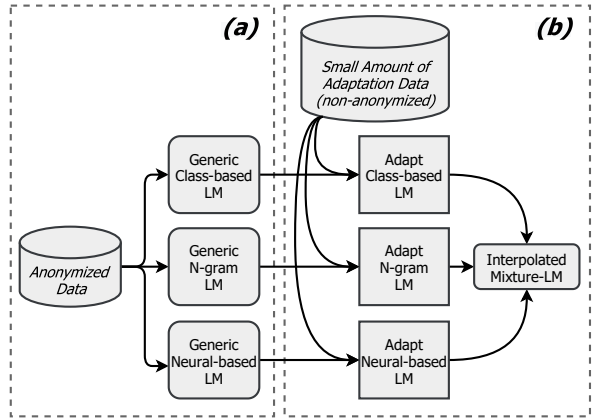 (a)
(b)
Small Amount of
Adaptation Data
(non-anonymized)
Generic
Class-based
LM
Adapt
Class-based
LM
Anonymized
Data
Generic
N-gram
LM
Adapt
N-gram
LM
Interpolated
Mixture-LM
Generic
Neural-based
LM
Adapt
Neural-based
LM